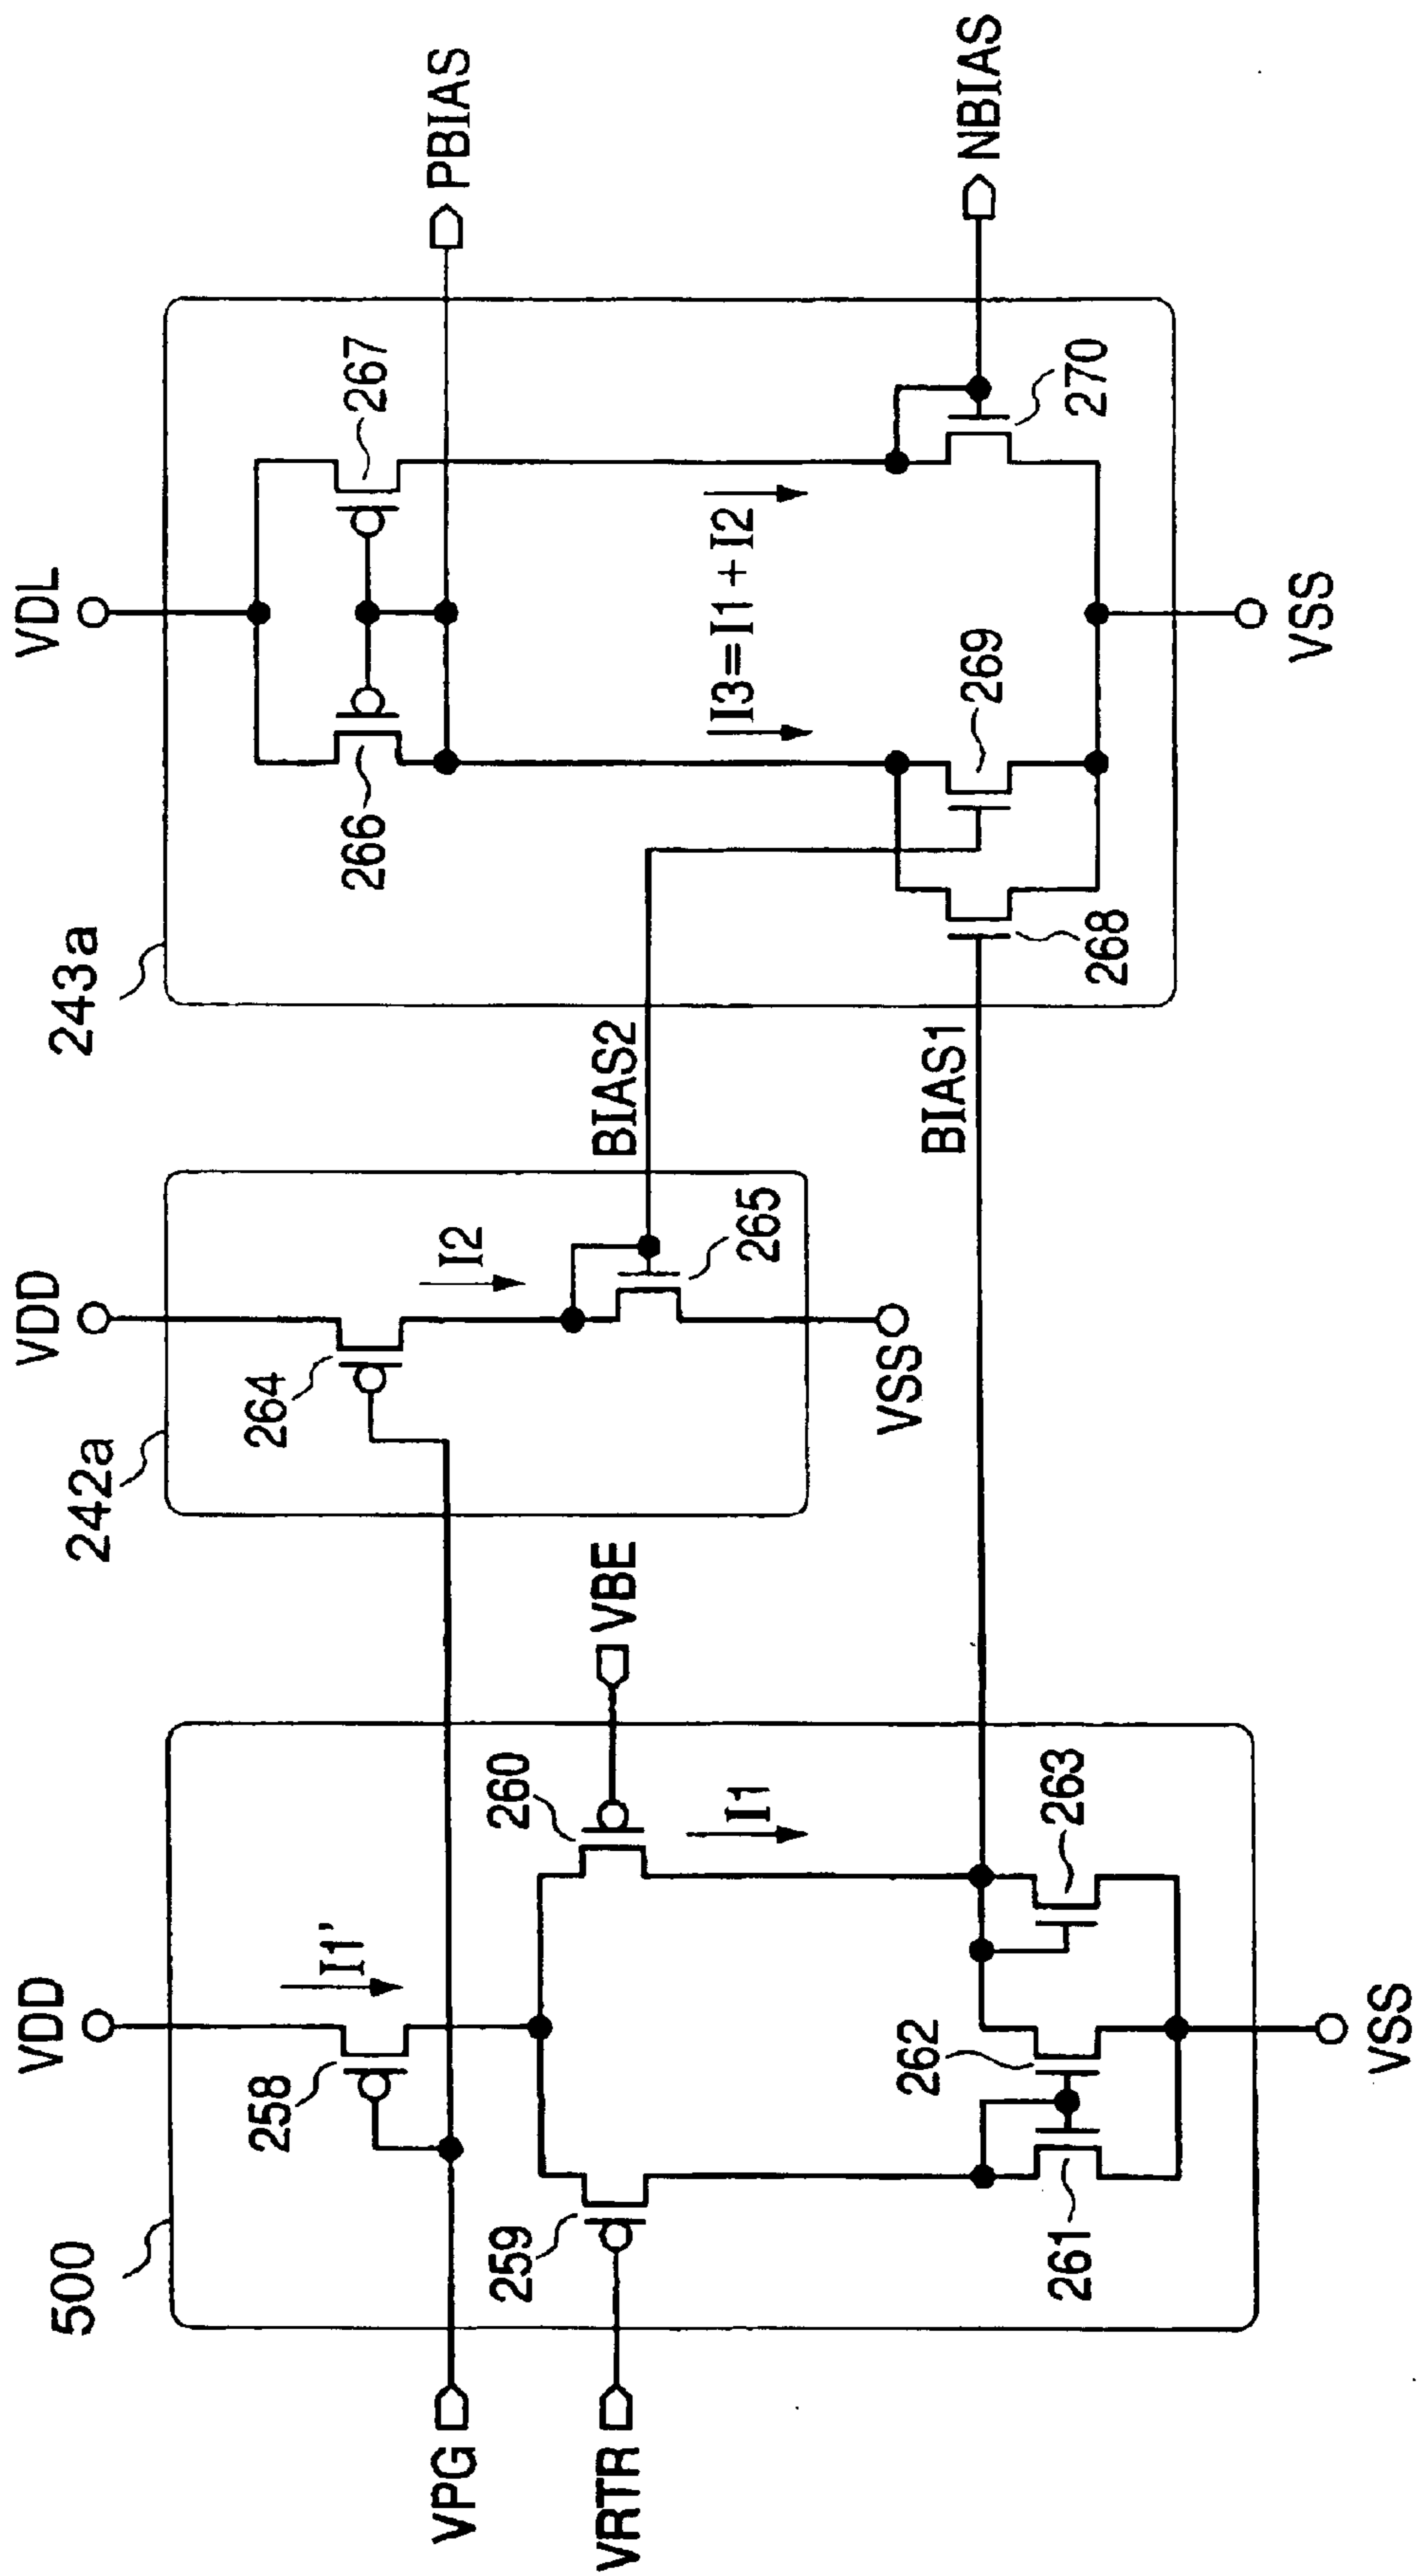 500
VDD
I1'
258
VPG
VRTR
259
260
VBE
I1
261
262
263
VSS
242a
VDD
264
I2
265
VSS
BIAS2
BIAS1
243a
VDL
266
267
PBIAS
I3=I1+I2
268
269
270
NBIAS
VSS